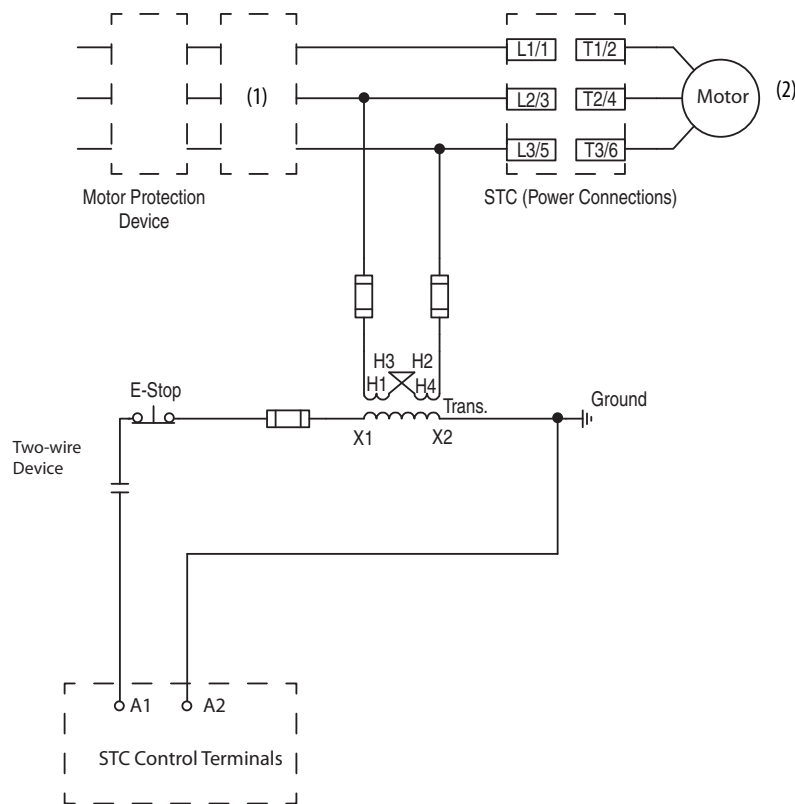 L1/1
T1/2
(1)
L2/3
T2/4
Motor
(2)
L3/5
T3/6
Motor Protection
Device
STC (Power Connections)
H3
H2
H1
H4
E-Stop
Trans.
Ground
X1
X2
Two-wire
Device
A1
A2
STC Control Terminals